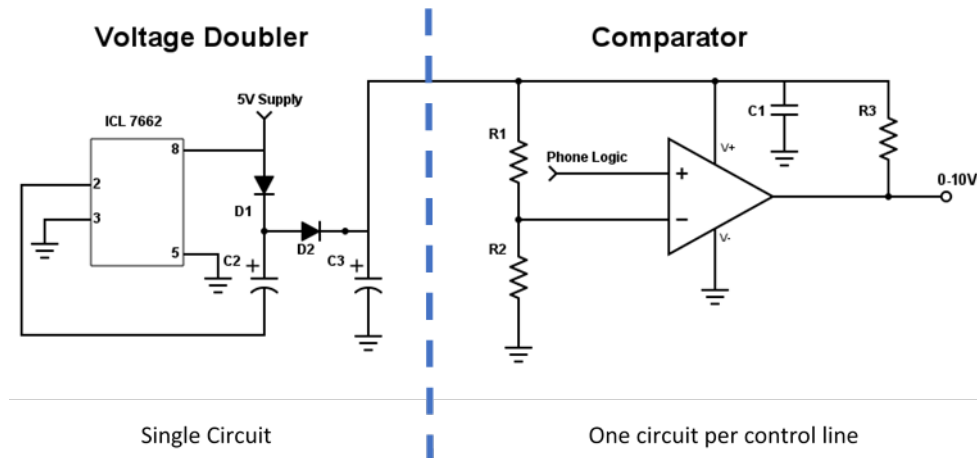 Voltage Doubler
Comparator
5V Supply
ICL 7662
8
2
3
5
D1
D2
C2 +
C3 +
R1
R2
Phone Logic
+
−
V+
V-
C1
R3
0-10V
Single Circuit
One circuit per control line